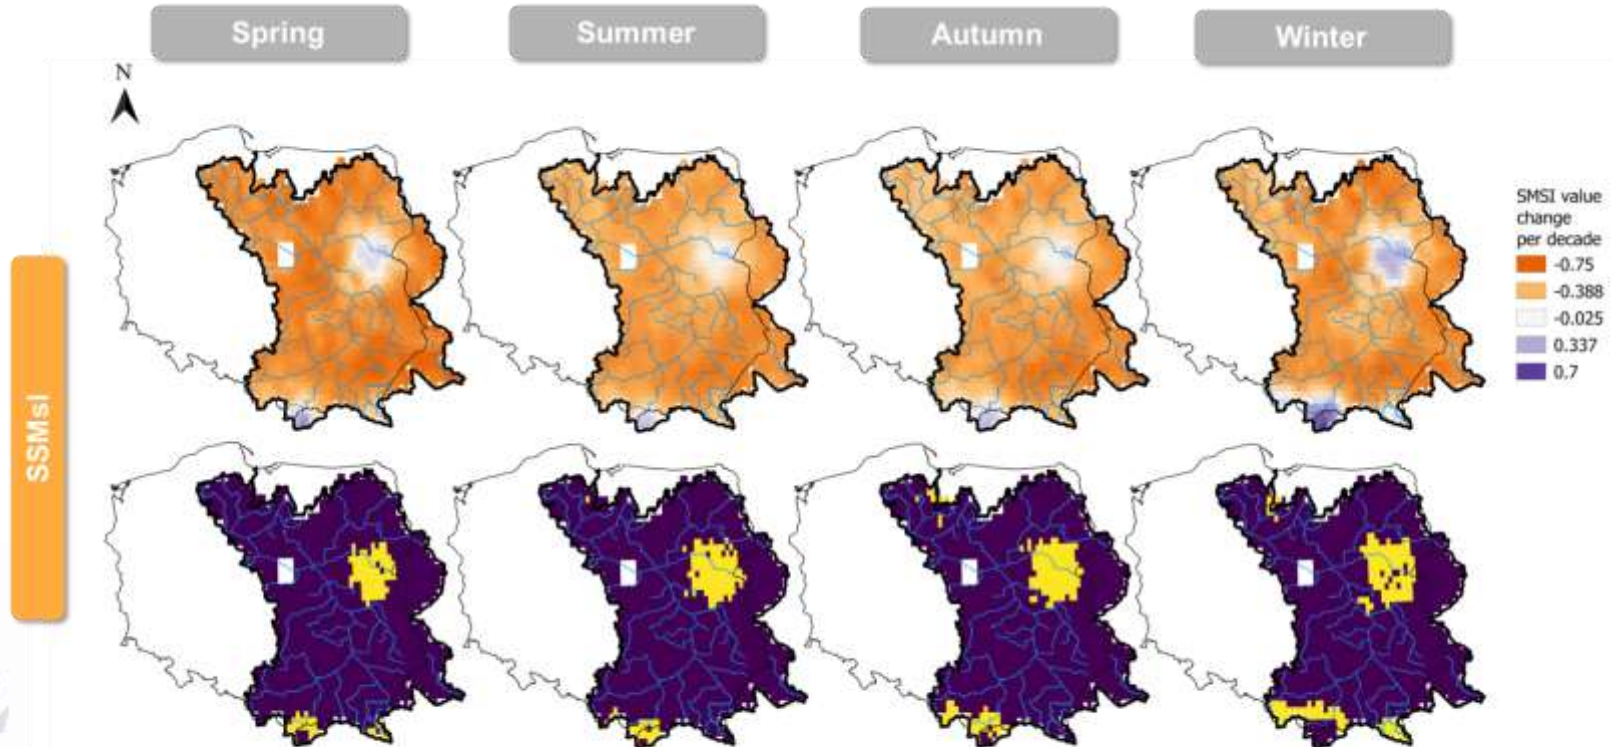 Spring
Summer
Autumn
Winter
N
SMSI value
change
per decade
-0.75
-0.388
-0.025
0.337
0.7
SSMsI